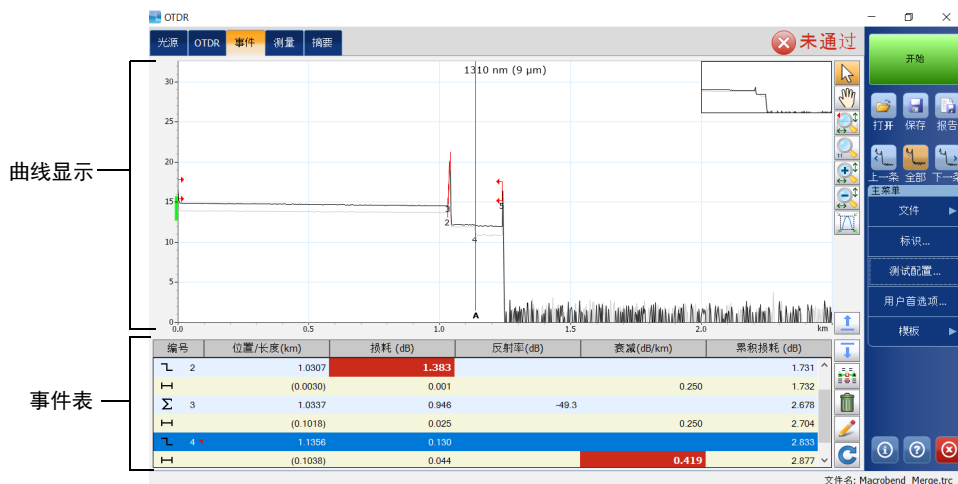 OTDR
光源 OTDR 事件 测量 摘要
未通过
开始
1310 nm (9 µm)
曲线显示
30
25
20
15
10
5
0
0.0 0.5 1.0 1.5 2.0 km
3
2
4
5
A
打开 保存 报告
上一条 全部 下一条
主菜单
文件
标识...
测试配置...
用户首选项...
模板
事件表
编号 位置/长度(km) 损耗 (dB) 反射率(dB) 衰减(dB/km) 累积损耗 (dB)
2 1.0307 1.383 1.731
(0.0030) 0.001 0.250 1.732
Σ 3 1.0337 0.946 -49.3 2.678
(0.1018) 0.025 0.250 2.704
4 * 1.1356 0.130 2.833
(0.1038) 0.044 0.419 2.877
文件名: Macrobend_Merge.trc